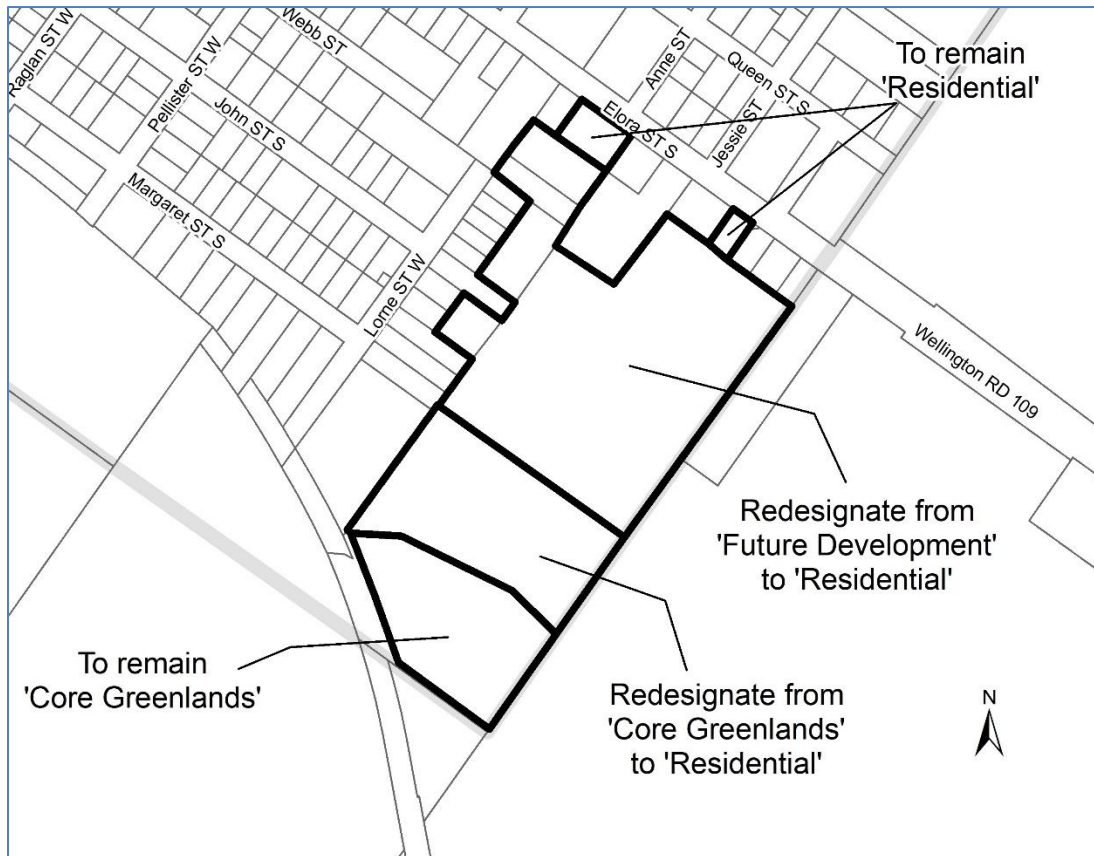 Raglan ST W
Pellister ST W
Webb ST
John ST S
Margaret ST S
Lorne ST W
Elora ST S
Anne ST
Queen ST S
Jessie ST
To remain
'Residential'
Wellington RD 109
Redesignate from
'Future Development'
to 'Residential'
To remain
'Core Greenlands'
Redesignate from
'Core Greenlands'
to 'Residential'
N